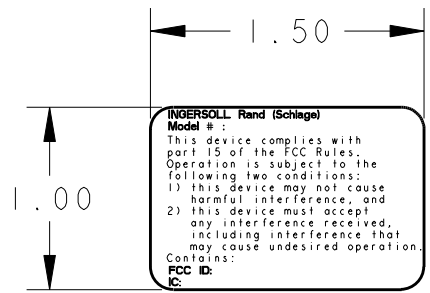 1.50
1.00
INGERSOLL Rand (Schlage)
Model # :
This device complies with
part 15 of the FCC Rules.
Operation is subject to the
following two conditions:
1) this device may not cause
harmful interference, and
2) this device must accept
any interference received,
including interference that
may cause undesired operation.
Contains:
FCC ID:
IC: